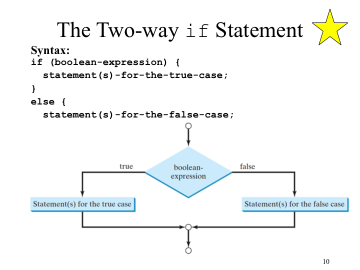 The Two-way if Statement
Syntax:
if (boolean-expression) {
statement(s)-for-the-true-case;
}
else {
statement(s)-for-the-false-case;
true
boolean-
expression
false
Statement(s) for the true case
Statement(s) for the false case
10